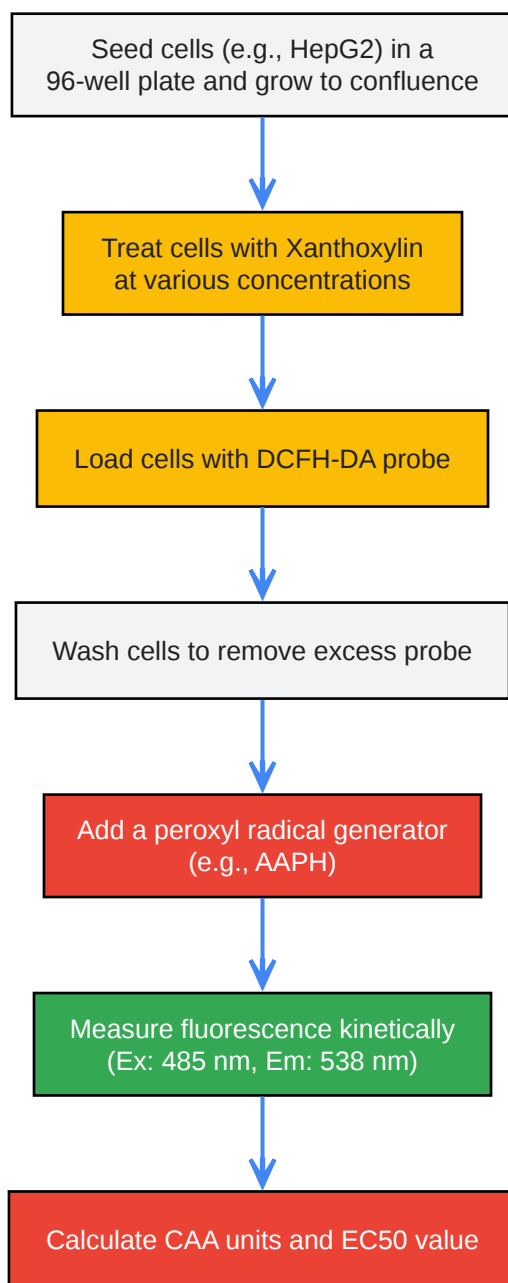 Seed cells (e.g., HepG2) in a
96-well plate and grow to confluence
Treat cells with Xanthoxylin
at various concentrations
Load cells with DCFH-DA probe
Wash cells to remove excess probe
Add a peroxyl radical generator
(e.g., AAPH)
Measure fluorescence kinetically
(Ex: 485 nm, Em: 538 nm)
Calculate CAA units and EC50 value